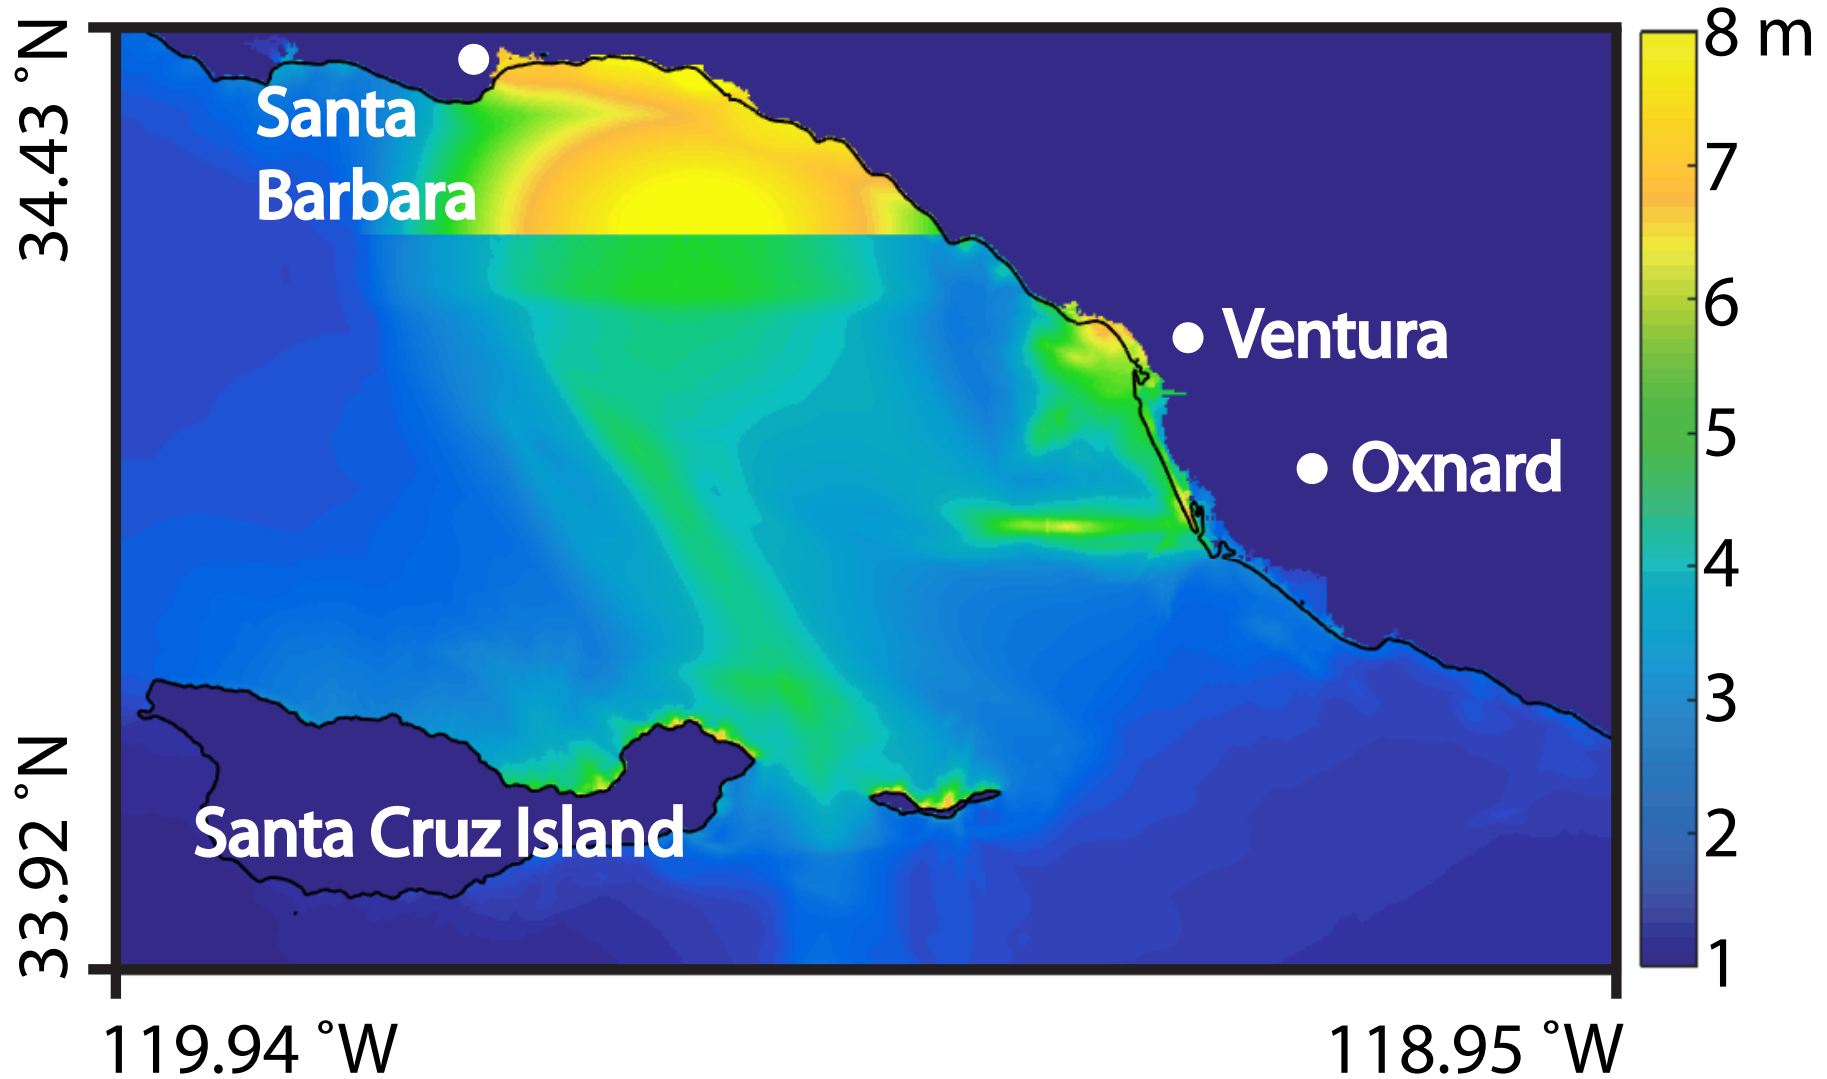 34.43 °N
33.92 °N
Santa
Barbara
Ventura
Oxnard
Santa Cruz Island
119.94 °W
118.95 °W
8 m
7
6
5
4
3
2
1